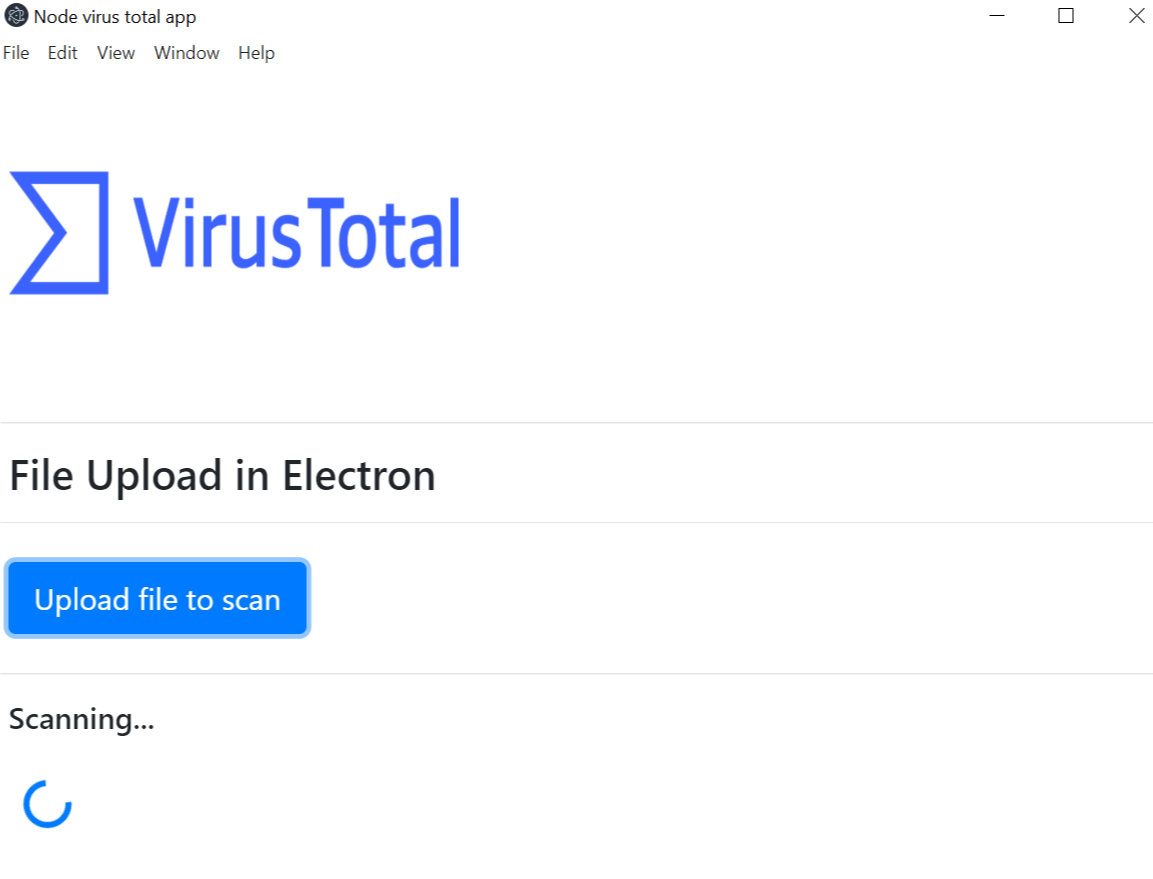 Node virus total app
File Edit View Window Help
VirusTotal
File Upload in Electron
Upload file to scan
Scanning...